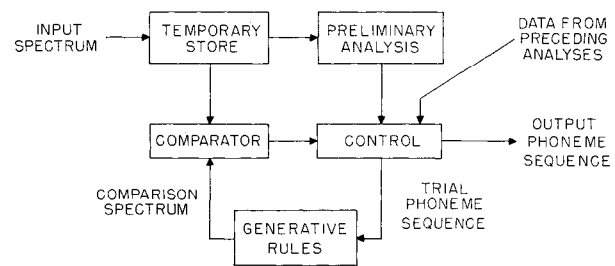 INPUT
SPECTRUM
TEMPORARY
STORE
PRELIMINARY
ANALYSIS
DATA FROM
PRECEDING
ANALYSES
COMPARATOR
CONTROL
OUTPUT
PHONEME
SEQUENCE
COMPARISON
SPECTRUM
TRIAL
PHONEME
SEQUENCE
GENERATIVE
RULES